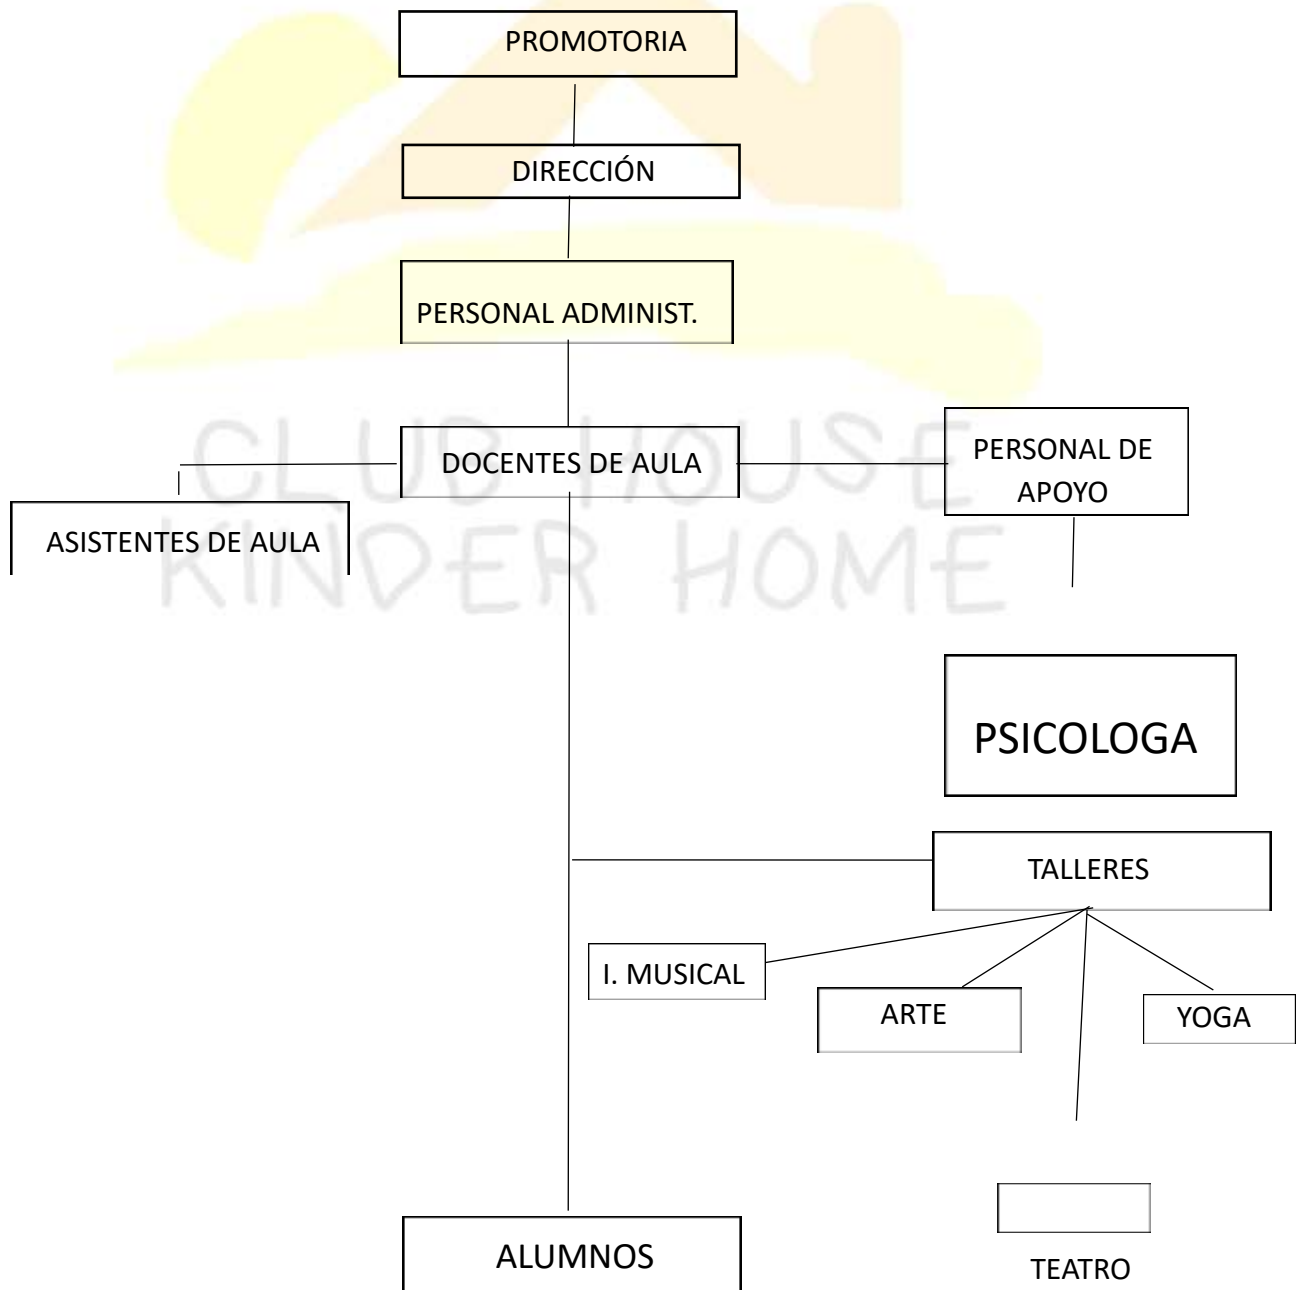 PROMOTORIA
DIRECCIÓN
PERSONAL ADMINIST.
DOCENTES DE AULA
PERSONAL DE
APOYO
ASISTENTES DE AULA
CLUB HOUSE
KINDER HOME
PSICOLOGA
TALLERES
I. MUSICAL
ARTE
YOGA
ALUMNOS
TEATRO